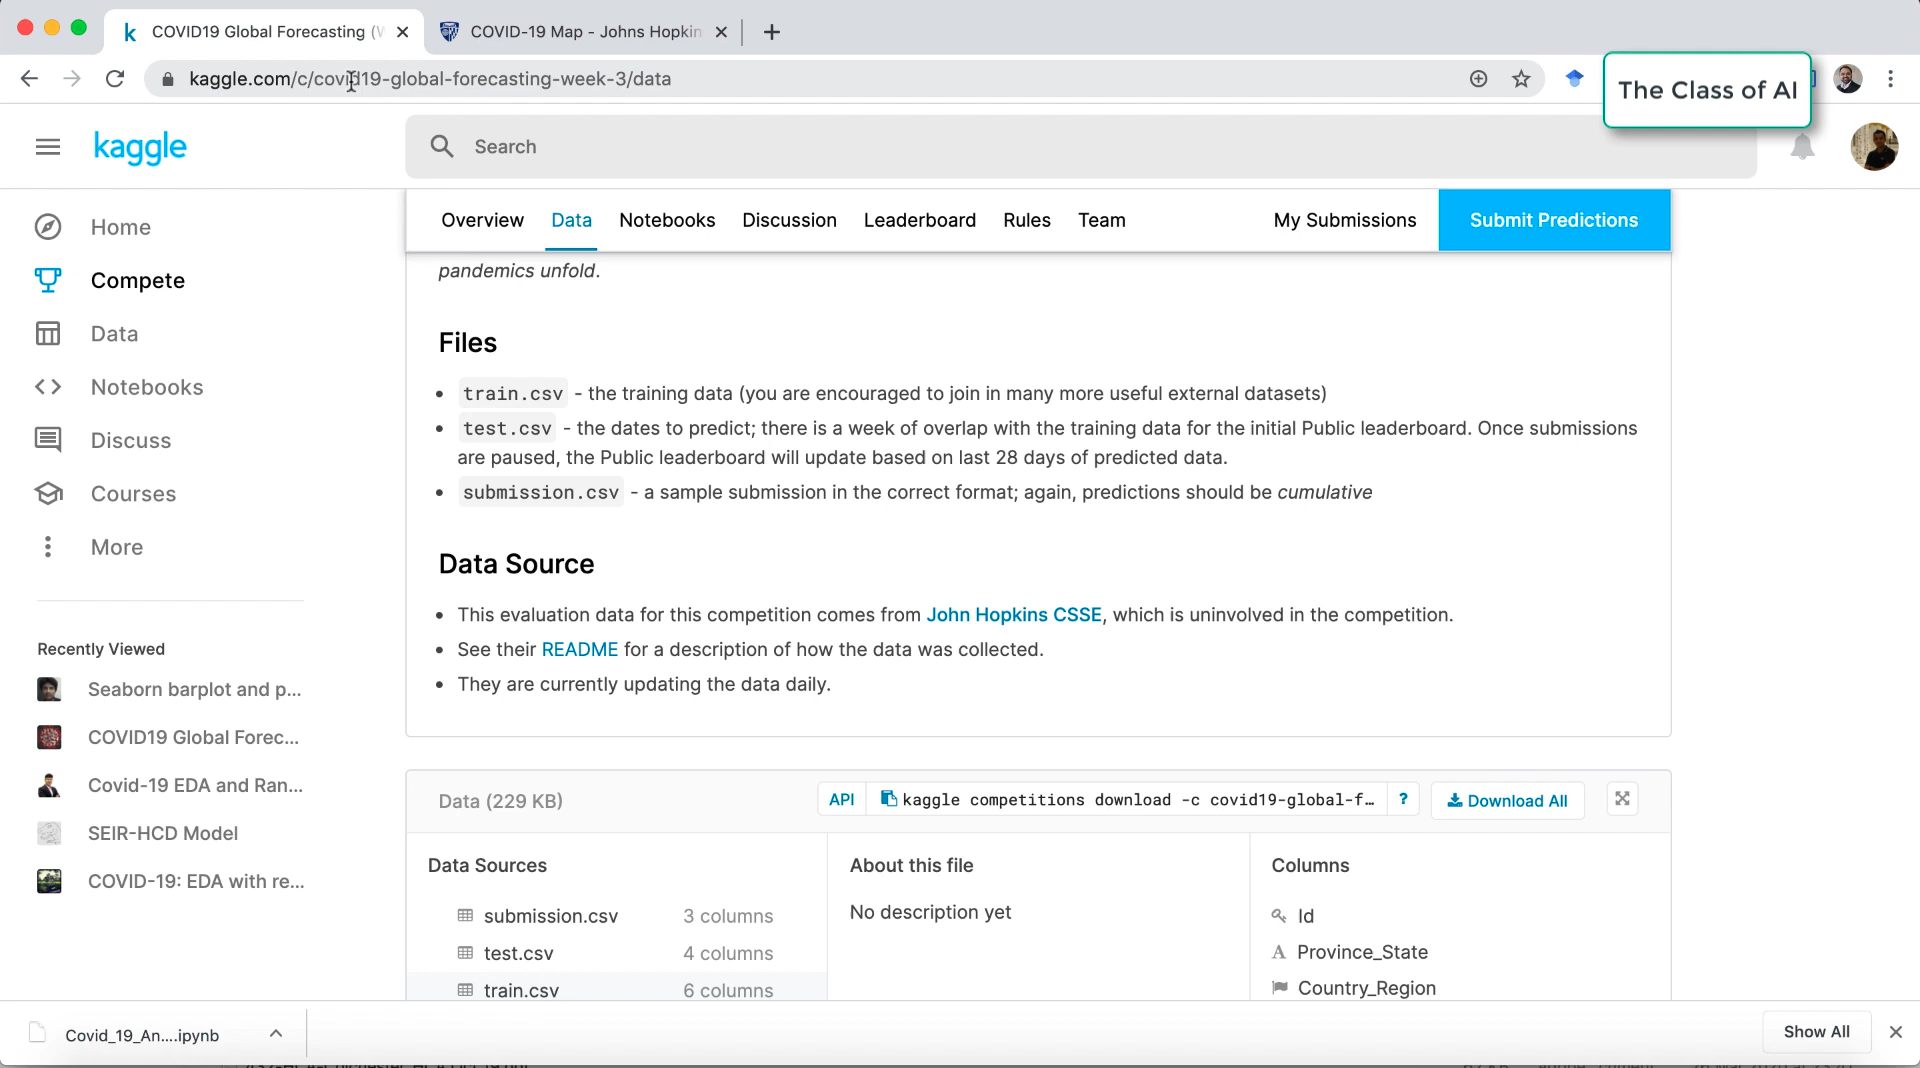 COVID19 Global Forecasting (W
COVID-19 Map - Johns Hopkin
kaggle.com/c/covid19-global-forecasting-week-3/data
The Class of AI
kaggle
Search
Home
Compete
Data
Notebooks
Discuss
Courses
More
Recently Viewed
Seaborn barplot and p...
COVID19 Global Forec...
Covid-19 EDA and Ran...
SEIR-HCD Model
COVID-19: EDA with re...
Overview Data Notebooks Discussion Leaderboard Rules Team My Submissions Submit Predictions
pandemics unfold.
Files
train.csv - the training data (you are encouraged to join in many more useful external datasets)
test.csv - the dates to predict; there is a week of overlap with the training data for the initial Public leaderboard. Once submissions
are paused, the Public leaderboard will update based on last 28 days of predicted data.
submission.csv - a sample submission in the correct format; again, predictions should be cumulative
Data Source
This evaluation data for this competition comes from John Hopkins CSSE, which is uninvolved in the competition.
See their README for a description of how the data was collected.
They are currently updating the data daily.
Data (229 KB) API kaggle competitions download -c covid19-global-f... ? Download All
Data Sources
submission.csv 3 columns
test.csv 4 columns
train.csv 6 columns
About this file
No description yet
Columns
Id
Province_State
Country_Region
Covid_19_An....ipynb
Show All